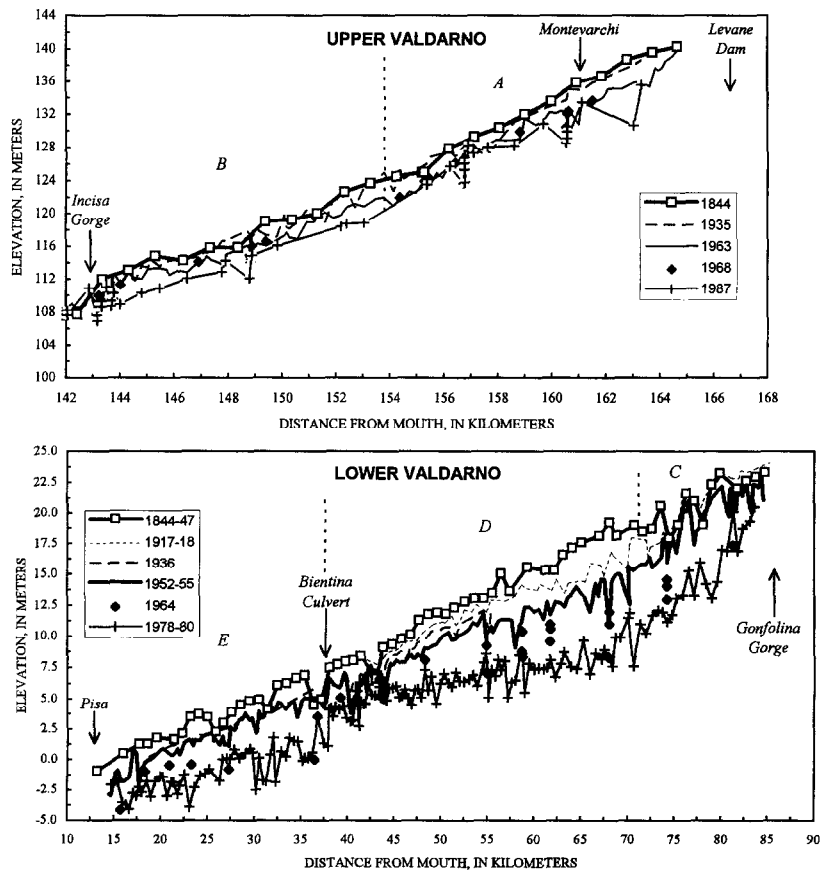 144
140
136
132
128
124
120
116
112
108
104
100
ELEVATION, IN METERS
UPPER VALDARNO
Montevarchi
Levane
Dam
A
B
Incisa
Gorge
1844
1935
1963
1968
1987
142 144 146 148 150 152 154 156 158 160 162 164 166 168
DISTANCE FROM MOUTH, IN KILOMETERS
25.0
22.5
20.0
17.5
15.0
12.5
10.0
7.5
5.0
2.5
0.0
-2.5
-5.0
ELEVATION, IN METERS
LOWER VALDARNO
C
D
E
1844-47
1917-18
1936
1952-55
1964
1978-80
Bientina
Culvert
Pisa
Gonfolina
Gorge
10 15 20 25 30 35 40 45 50 55 60 65 70 75 80 85 90
DISTANCE FROM MOUTH, IN KILOMETERS